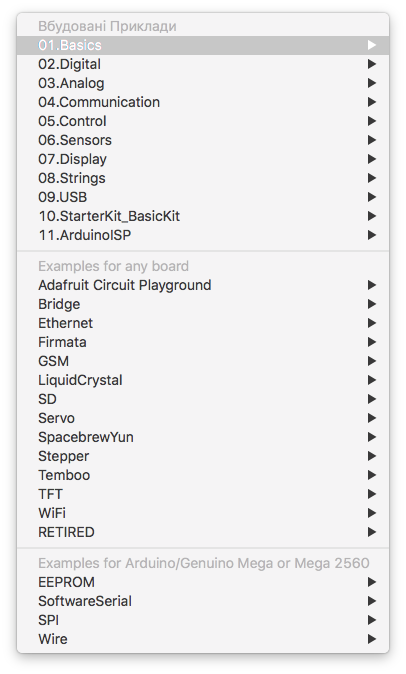 Вбудовані Приклади
01.Basics
02.Digital
03.Analog
04.Communication
05.Control
06.Sensors
07.Display
08.Strings
09.USB
10.StarterKit_BasicKit
11.ArduinoISP
Examples for any board
Adafruit Circuit Playground
Bridge
Ethernet
Firmata
GSM
LiquidCrystal
SD
Servo
SpacebrewYun
Stepper
Temboo
TFT
WiFi
RETIRED
Examples for Arduino/Genuino Mega or Mega 2560
EEPROM
SoftwareSerial
SPI
Wire